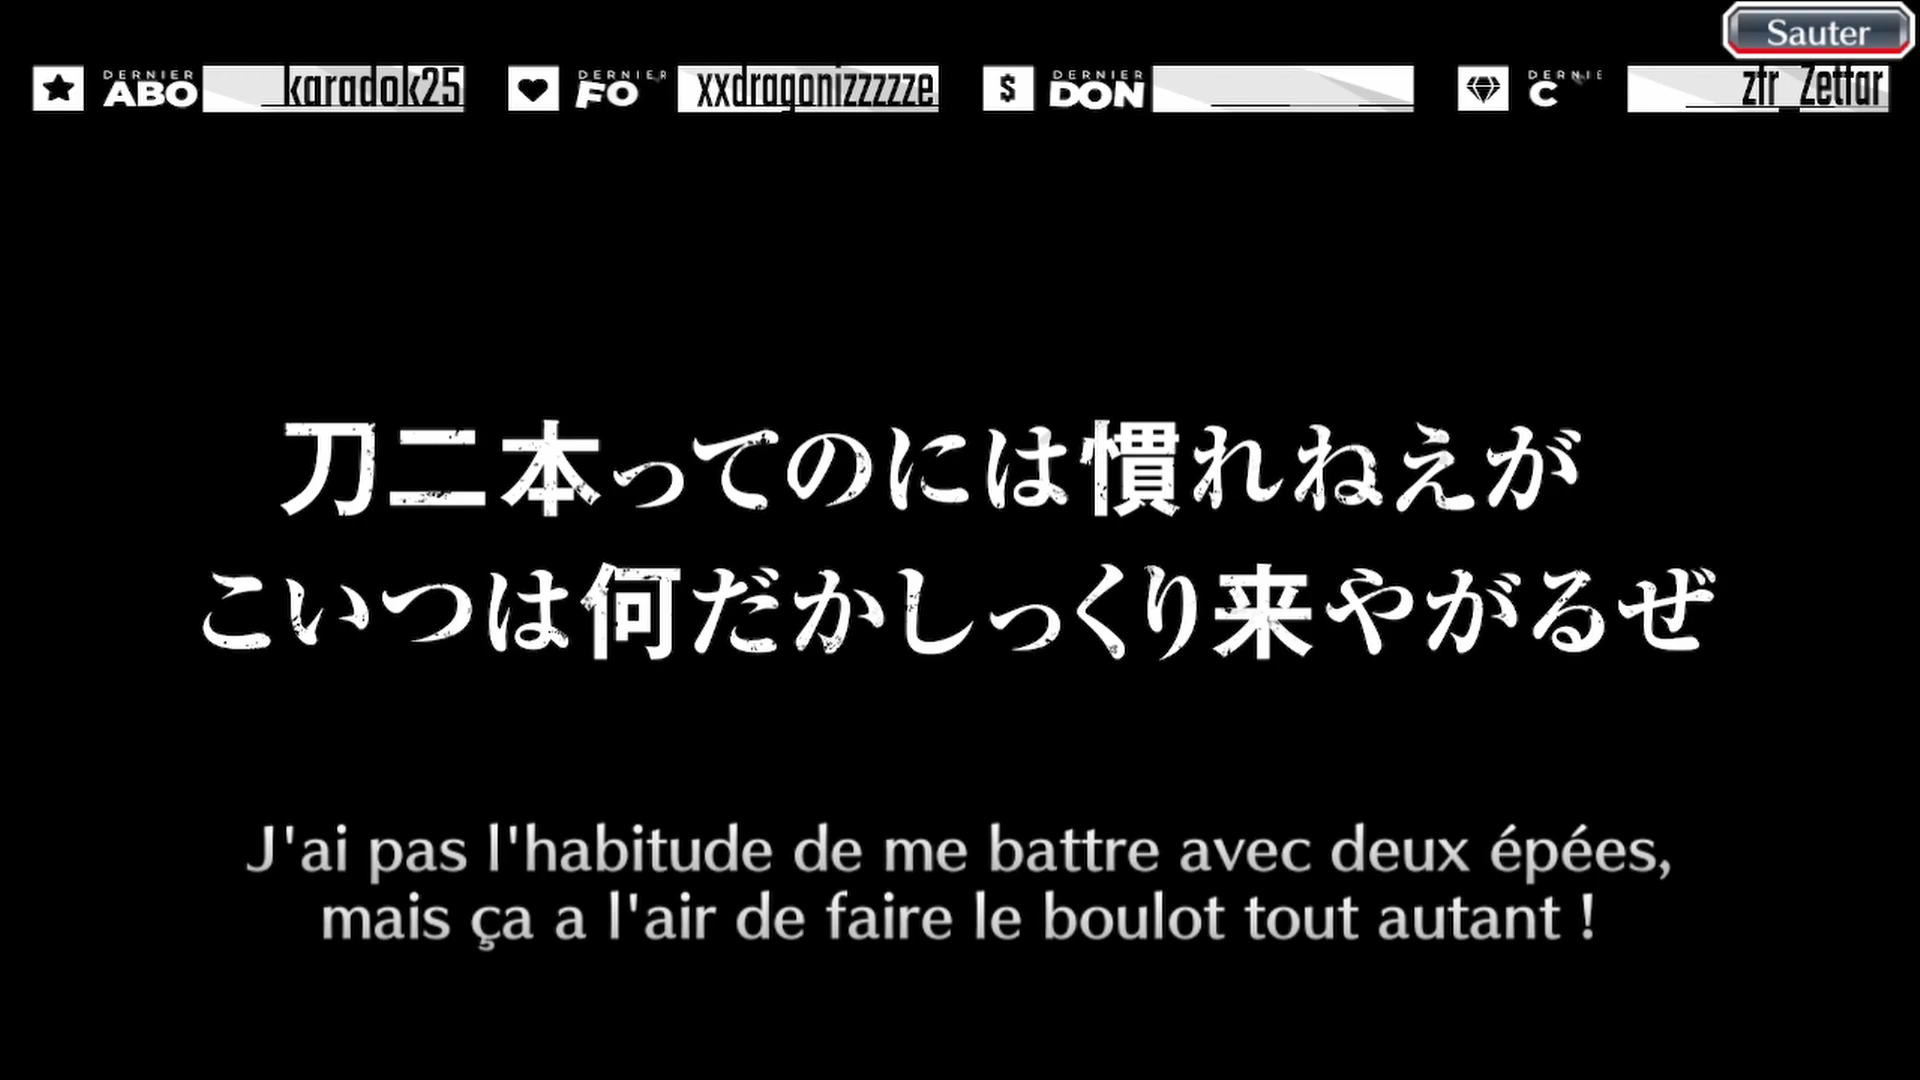 Sauter
DERNIER
ABO
karadok25
DERNIER
FO
xxdragonizzzzze
$
DERNIER
DON
DERNIE
C
ztr_Zettar
刀二本ってのには慣れねえが
こいつは何だかしっくり来やがるぜ
J'ai pas l'habitude de me battre avec deux épées,
mais ça a l'air de faire le boulot tout autant !